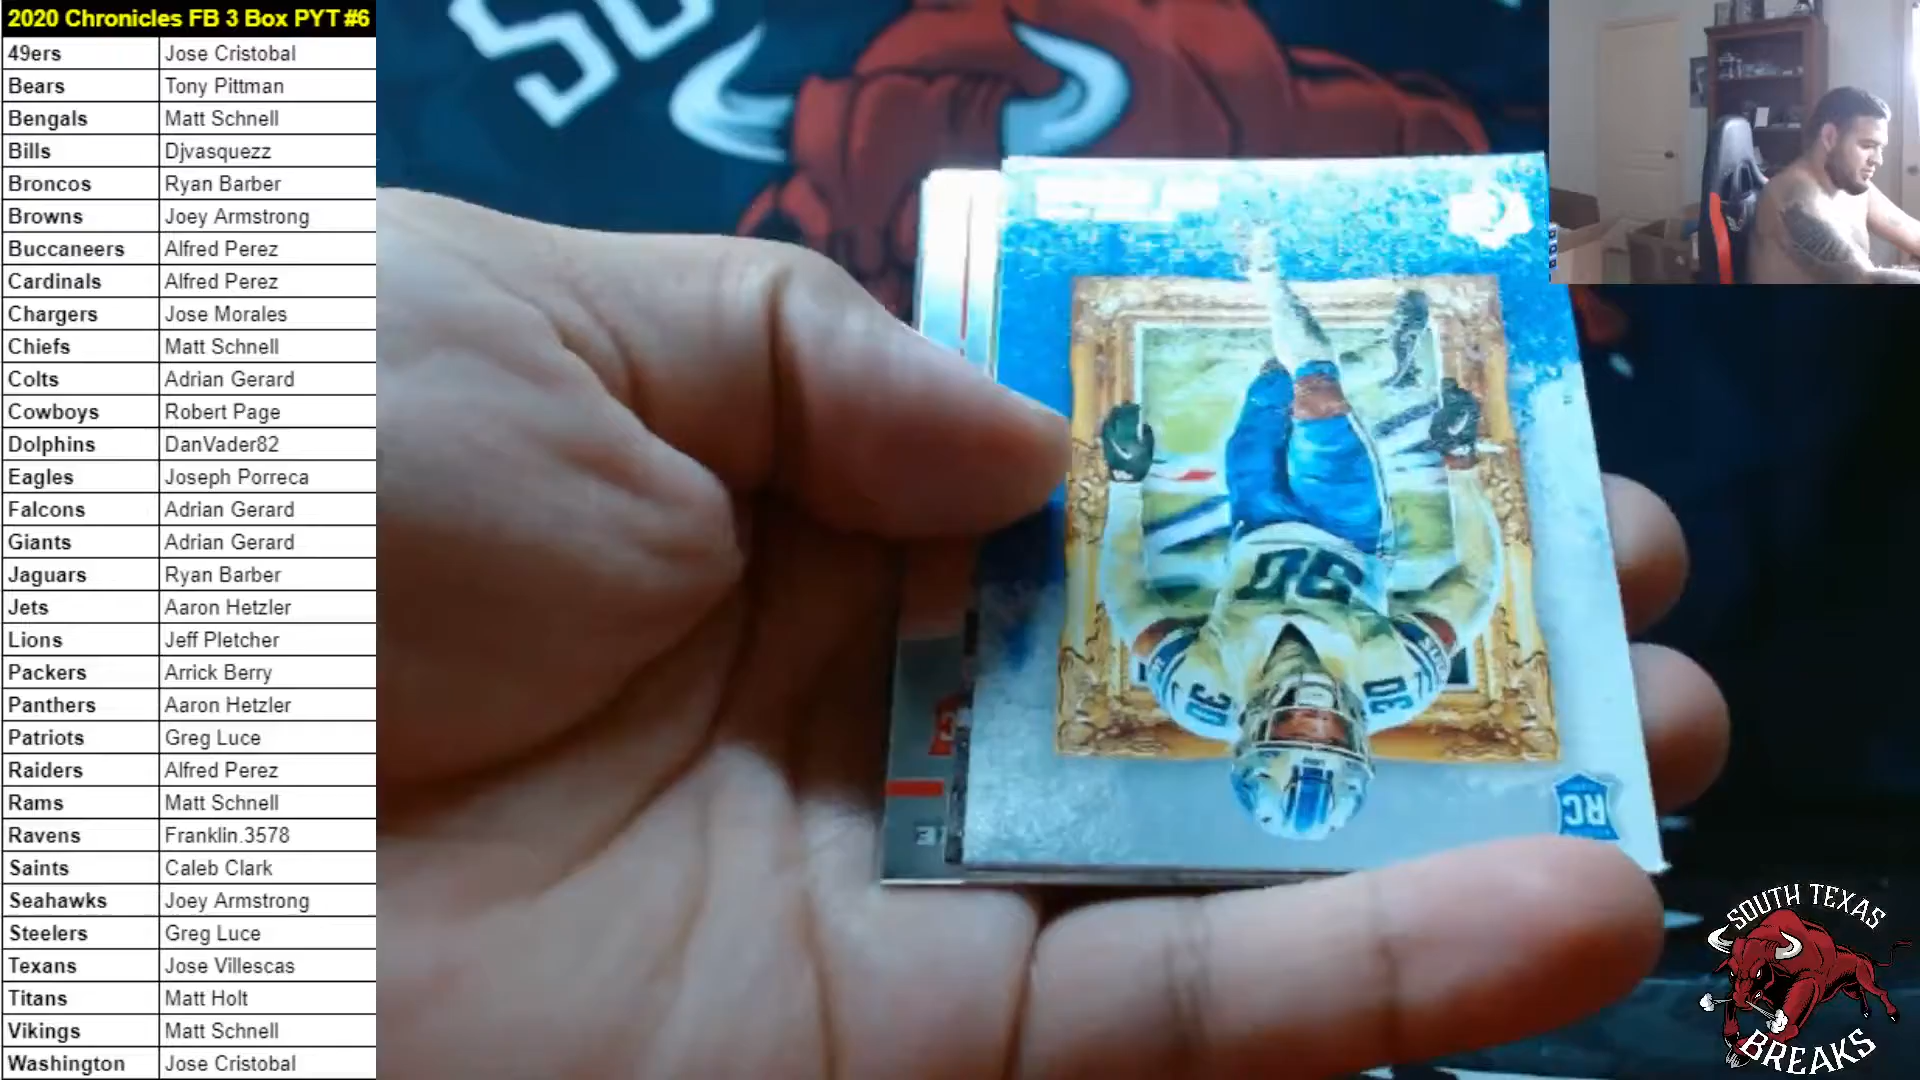 2020 Chronicles FB 3 Box PYT #6
49ers Jose Cristobal
Bears Tony Pittman
Bengals Matt Schnell
Bills Djvasquezz
Broncos Ryan Barber
Browns Joey Armstrong
Buccaneers Alfred Perez
Cardinals Alfred Perez
Chargers Jose Morales
Chiefs Matt Schnell
Colts Adrian Gerard
Cowboys Robert Page
Dolphins DanVader82
Eagles Joseph Porreca
Falcons Adrian Gerard
Giants Adrian Gerard
Jaguars Ryan Barber
Jets Aaron Hetzler
Lions Jeff Pletcher
Packers Arrick Berry
Panthers Aaron Hetzler
Patriots Greg Luce
Raiders Alfred Perez
Rams Matt Schnell
Ravens Franklin.3578
Saints Caleb Clark
Seahawks Joey Armstrong
Steelers Greg Luce
Texans Jose Villescas
Titans Matt Holt
Vikings Matt Schnell
Washington Jose Cristobal
30
30
30
RC
SOUTH TEXAS
BREAKS